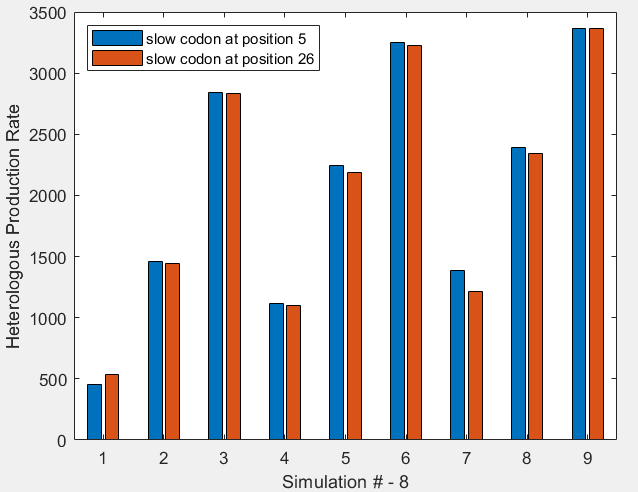 3500
3000
2500
2000
1500
1000
500
0
Heterologous Production Rate
slow codon at position 5
slow codon at position 26
1 2 3 4 5 6 7 8 9
Simulation # - 8